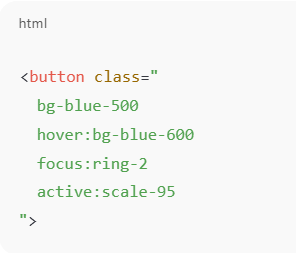 html
<button class="
bg-blue-500
hover:bg-blue-600
focus:ring-2
active:scale-95
">